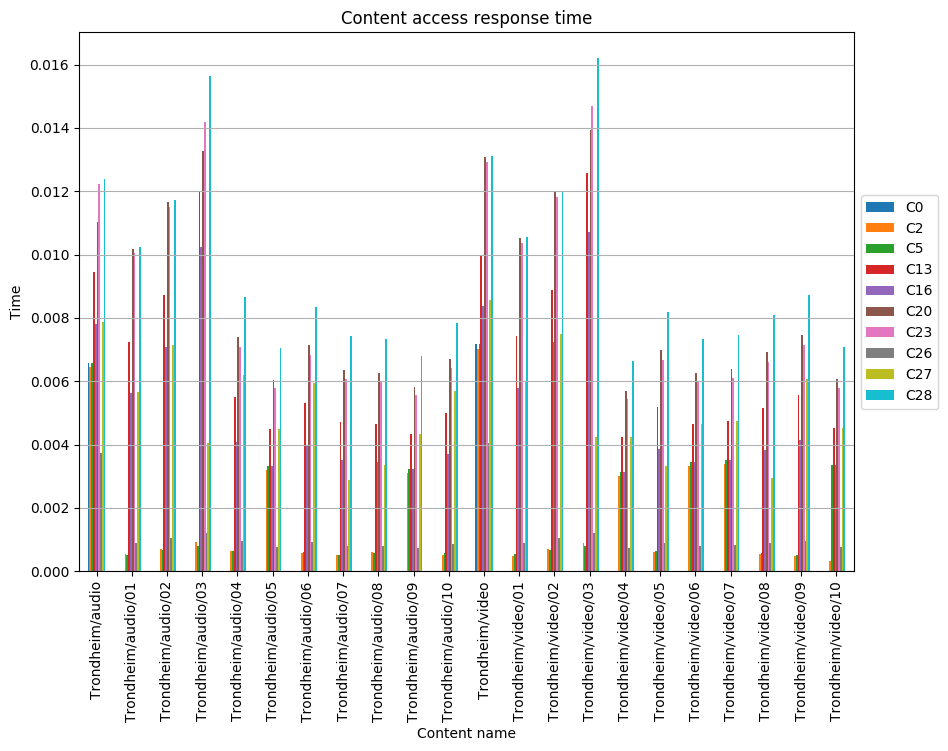 Content access response time
Time
0.016
0.014
0.012
0.010
0.008
0.006
0.004
0.002
0.000
Trondheim/audio
Trondheim/audio/01
Trondheim/audio/02
Trondheim/audio/03
Trondheim/audio/04
Trondheim/audio/05
Trondheim/audio/06
Trondheim/audio/07
Trondheim/audio/08
Trondheim/audio/09
Trondheim/audio/10
Trondheim/video
Trondheim/video/01
Trondheim/video/02
Trondheim/video/03
Trondheim/video/04
Trondheim/video/05
Trondheim/video/06
Trondheim/video/07
Trondheim/video/08
Trondheim/video/09
Trondheim/video/10
Content name
C0
C2
C5
C13
C16
C20
C23
C26
C27
C28